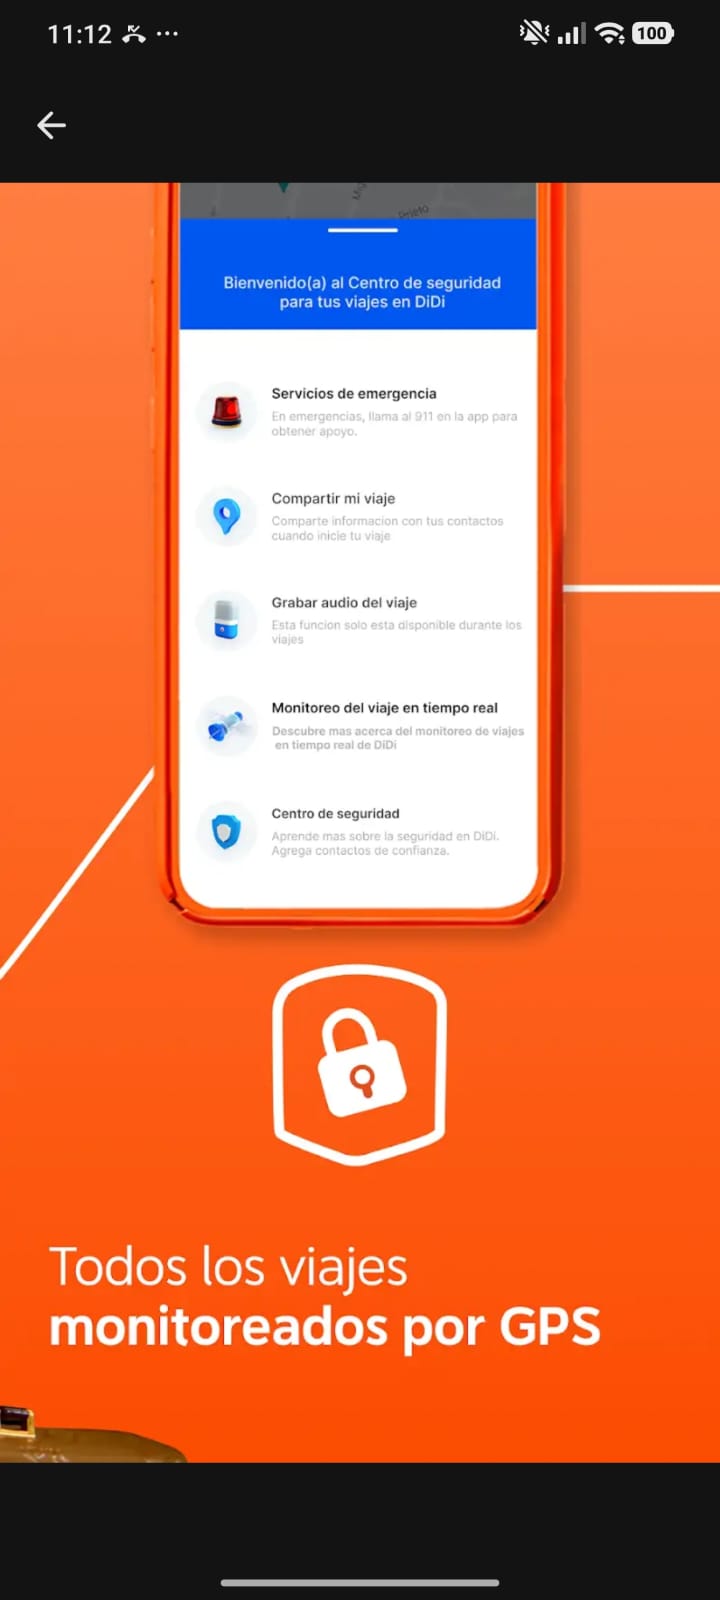 11:12
100
Prieto
Bienvenido(a) al Centro de seguridad
para tus viajes en DiDi
Servicios de emergencia
En emergencias, llama al 911 en la app para
obtener apoyo.
Compartir mi viaje
Comparte informacion con tus contactos
cuando inicie tu viaje
Grabar audio del viaje
Esta funcion solo esta disponible durante los
viajes
Monitoreo del viaje en tiempo real
Descubre mas acerca del monitoreo de viajes
en tiempo real de DiDi
Centro de seguridad
Aprende mas sobre la seguridad en DiDi.
Agrega contactos de confianza.
Todos los viajes
monitoreados por GPS